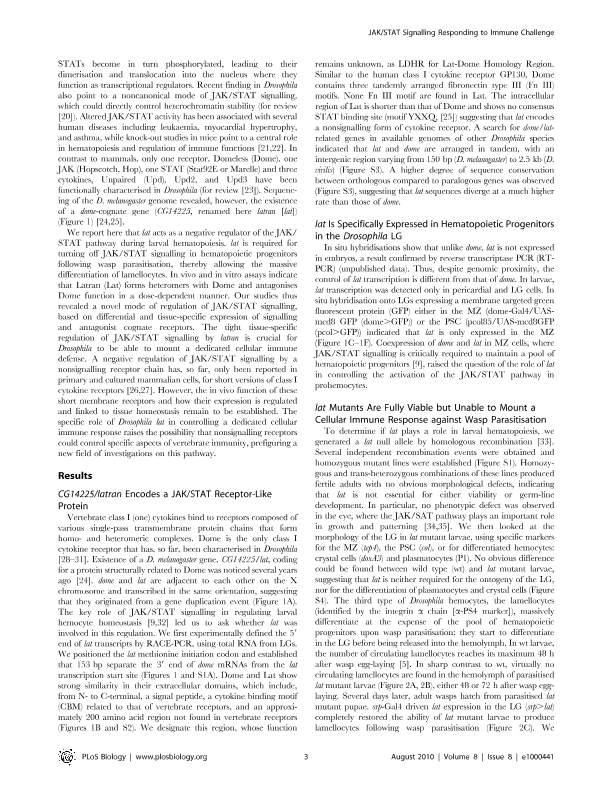 JAK/STAT Signalling Responding to Immune Challenge
STATs become in turn phosphorylated, leading to their
dimerisation and translocation into the nucleus where they
function as transcriptional regulators. Recent finding in Drosophila
also point to a noncanonical mode of JAK/STAT signalling,
which could directly control heterochromatin stability (for review
[20]). Altered JAK/STAT activity has been associated with several
human diseases including leukaemia, myocardial hypertrophy,
and asthma, while knock-out studies in mice point to a central role
in hematopoiesis and regulation of immune functions [21,22]. In
contrast to mammals, only one receptor, Domeless (Dome), one
JAK (Hopscotch, Hop), one STAT (Stat92E or Marelle) and three
cytokines, Unpaired (Upd), Upd2, and Upd3 have been
functionally characterised in Drosophila (for review [23]). Sequenc-
ing of the D. melanogaster genome revealed, however, the existence
of a dome-cognate gene (CG14225, renamed here latran [lat])
(Figure 1) [24,25].
We report here that lat acts as a negative regulator of the JAK/
STAT pathway during larval hematopoiesis. lat is required for
turning off JAK/STAT signalling in hematopoietic progenitors
following wasp parasitisation, thereby allowing the massive
differentiation of lamellocytes. In vivo and in vitro assays indicate
that Latran (Lat) forms heteromers with Dome and antagonises
Dome function in a dose-dependent manner. Our studies thus
revealed a novel mode of regulation of JAK/STAT signalling,
based on differential and tissue-specific expression of signalling
and antagonist cognate receptors. The tight tissue-specific
regulation of JAK/STAT signalling by latran is crucial for
Drosophila to be able to mount a dedicated cellular immune
defense. A negative regulation of JAK/STAT signalling by a
nonsignalling receptor chain has, so far, only been reported in
primary and cultured mammalian cells, for short versions of class I
cytokine receptors [26,27]. However, the in vivo function of these
short membrane receptors and how their expression is regulated
and linked to tissue homeostasis remain to be established. The
specific role of Drosophila lat in controlling a dedicated cellular
immune response raises the possibility that nonsignalling receptors
could control specific aspects of vertebrate immunity, prefiguring a
new field of investigations on this pathway.
Results
CG14225/latran Encodes a JAK/STAT Receptor-Like
Protein
Vertebrate class I (one) cytokines bind to receptors composed of
various single-pass transmembrane protein chains that form
homo- and heteromeric complexes. Dome is the only class I
cytokine receptor that has, so far, been characterised in Drosophila
[28–31]. Existence of a D. melanogaster gene, CG14225/lat, coding
for a protein structurally related to Dome was noticed several years
ago [24]. dome and lat are adjacent to each other on the X
chromosome and transcribed in the same orientation, suggesting
that they originated from a gene duplication event (Figure 1A).
The key role of JAK/STAT signalling in regulating larval
hemocyte homeostasis [9,32] led us to ask whether lat was
involved in this regulation. We first experimentally defined the 5′
end of lat transcripts by RACE-PCR, using total RNA from LGs.
We positioned the lat methionine initiation codon and established
that 153 bp separate the 3′ end of dome mRNAs from the lat
transcription start site (Figures 1 and S1A). Dome and Lat show
strong similarity in their extracellular domains, which include,
from N- to C-terminal, a signal peptide, a cytokine binding motif
(CBM) related to that of vertebrate receptors, and an approxi-
mately 200 amino acid region not found in vertebrate receptors
(Figures 1B and S2). We designate this region, whose function
remains unknown, as LDHR for Lat-Dome Homology Region.
Similar to the human class I cytokine receptor GP130, Dome
contains three tandemly arranged fibronectin type III (Fn III)
motifs. None Fn III motif are found in Lat. The intracellular
region of Lat is shorter than that of Dome and shows no consensus
STAT binding site (motif YXXQ, [25]) suggesting that lat encodes
a nonsignalling form of cytokine receptor. A search for dome/lat-
related genes in available genomes of other Drosophila species
indicated that lat and dome are arranged in tandem, with an
intergenic region varying from 150 bp (D. melanogaster) to 2.5 kb (D.
virilis) (Figure S3). A higher degree of sequence conservation
between orthologous compared to paralogous genes was observed
(Figure S3), suggesting that lat sequences diverge at a much higher
rate than those of dome.
lat Is Specifically Expressed in Hematopoietic Progenitors
in the Drosophila LG
In situ hybridisations show that unlike dome, lat is not expressed
in embryos, a result confirmed by reverse transcriptase PCR (RT-
PCR) (unpublished data). Thus, despite genomic proximity, the
control of lat transcription is different from that of dome. In larvae,
lat transcription was detected only in pericardial and LG cells. In
situ hybridisation onto LGs expressing a membrane targeted green
fluorescent protein (GFP) either in the MZ (dome-Gal4/UAS-
mcd8 GFP (dome>GFP)) or the PSC (pcol85/UAS-mcd8GFP
(pcol>GFP)) indicated that lat is only expressed in the MZ
(Figure 1C–1F). Coexpression of dome and lat in MZ cells, where
JAK/STAT signalling is critically required to maintain a pool of
hematopoietic progenitors [9], raised the question of the role of lat
in controlling the activation of the JAK/STAT pathway in
prohemocytes.
lat Mutants Are Fully Viable but Unable to Mount a
Cellular Immune Response against Wasp Parasitisation
To determine if lat plays a role in larval hematopoiesis, we
generated a lat null allele by homologous recombination [33].
Several independent recombination events were obtained and
homozygous mutant lines were established (Figure S1). Homozy-
gous and trans-heterozygous combinations of these lines produced
fertile adults with no obvious morphological defects, indicating
that lat is not essential for either viability or germ-line
development. In particular, no phenotypic defect was observed
in the eye, where the JAK/SAT pathway plays an important role
in growth and patterning [34,35]. We then looked at the
morphology of the LG in lat mutant larvae, using specific markers
for the MZ (tep4), the PSC (col), or for differentiated hemocytes:
crystal cells (doxA3) and plasmatocytes (P1). No obvious difference
could be found between wild type (wt) and lat mutant larvae,
suggesting that lat is neither required for the ontogeny of the LG,
nor for the differentiation of plasmatocytes and crystal cells (Figure
S4). The third type of Drosophila hemocytes, the lamellocytes
(identified by the integrin α chain [α-PS4 marker]), massively
differentiate at the expense of the pool of hematopoietic
progenitors upon wasp parasitisation; they start to differentiate
in the LG before being released into the hemolymph. In wt larvae,
the number of circulating lamellocytes reaches its maximum 48 h
after wasp egg-laying [5]. In sharp contrast to wt, virtually no
circulating lamellocytes are found in the hemolymph of parasitised
lat mutant larvae (Figure 2A, 2B), either 48 or 72 h after wasp egg-
laying. Several days later, adult wasps hatch from parasitised lat
mutant pupae. srp-Gal4 driven lat expression in the LG (srp>lat)
completely restored the ability of lat mutant larvae to produce
lamellocytes following wasp parasitisation (Figure 2C). We
PLoS Biology | www.plosbiology.org
3
August 2010 | Volume 8 | Issue 8 | e1000441